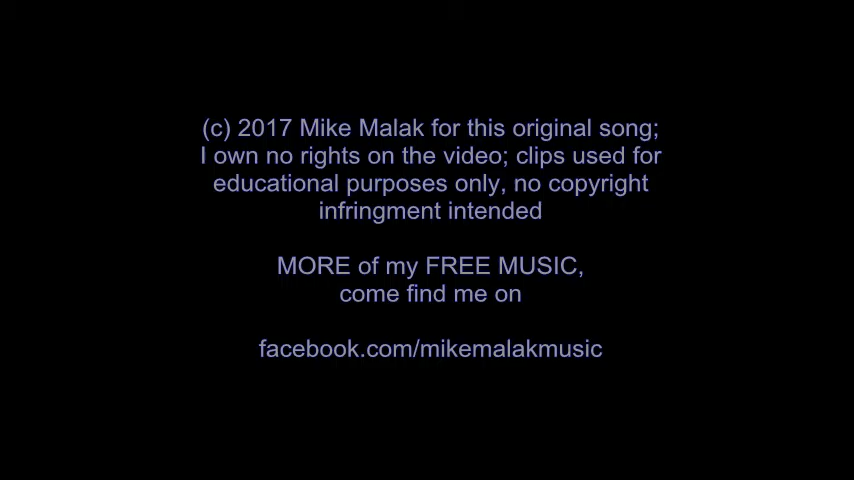 (c) 2017 Mike Malak for this original song;
I own no rights on the video; clips used for
educational purposes only, no copyright
infringment intended
MORE of my FREE MUSIC,
come find me on
facebook.com/mikemalakmusic